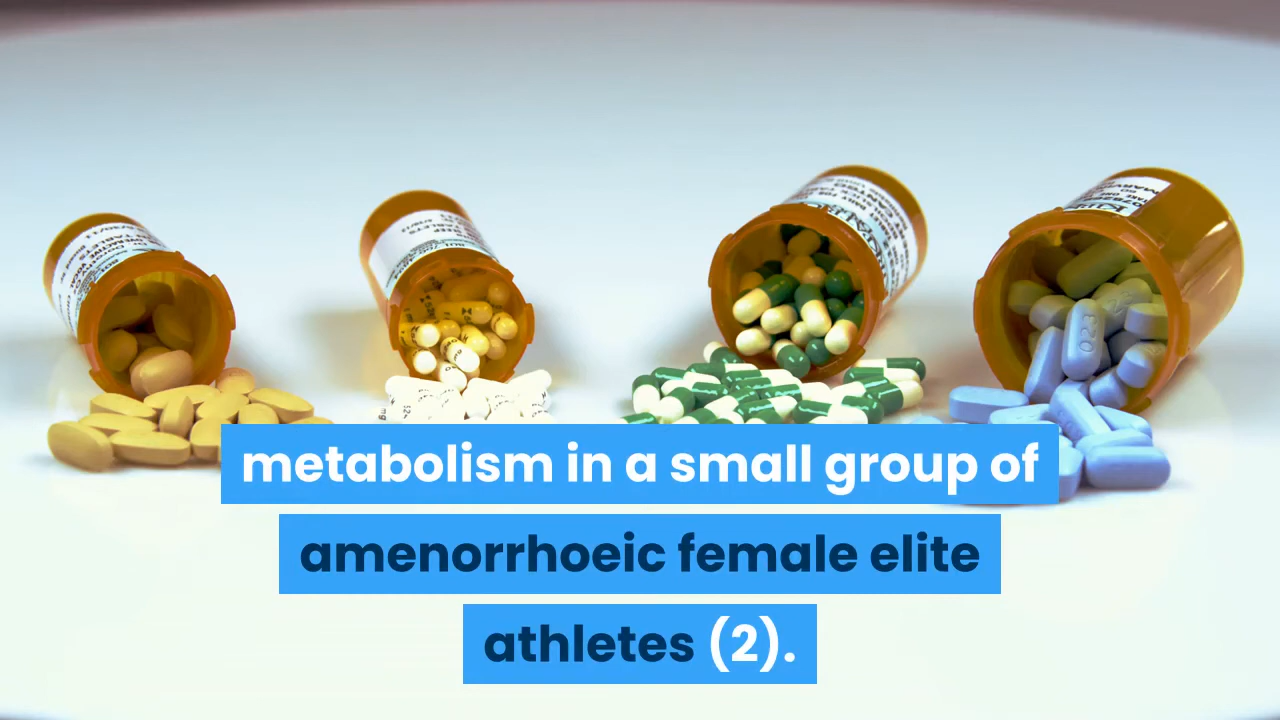 metabolism in a small group of
amenorrhoeic female elite
athletes (2).